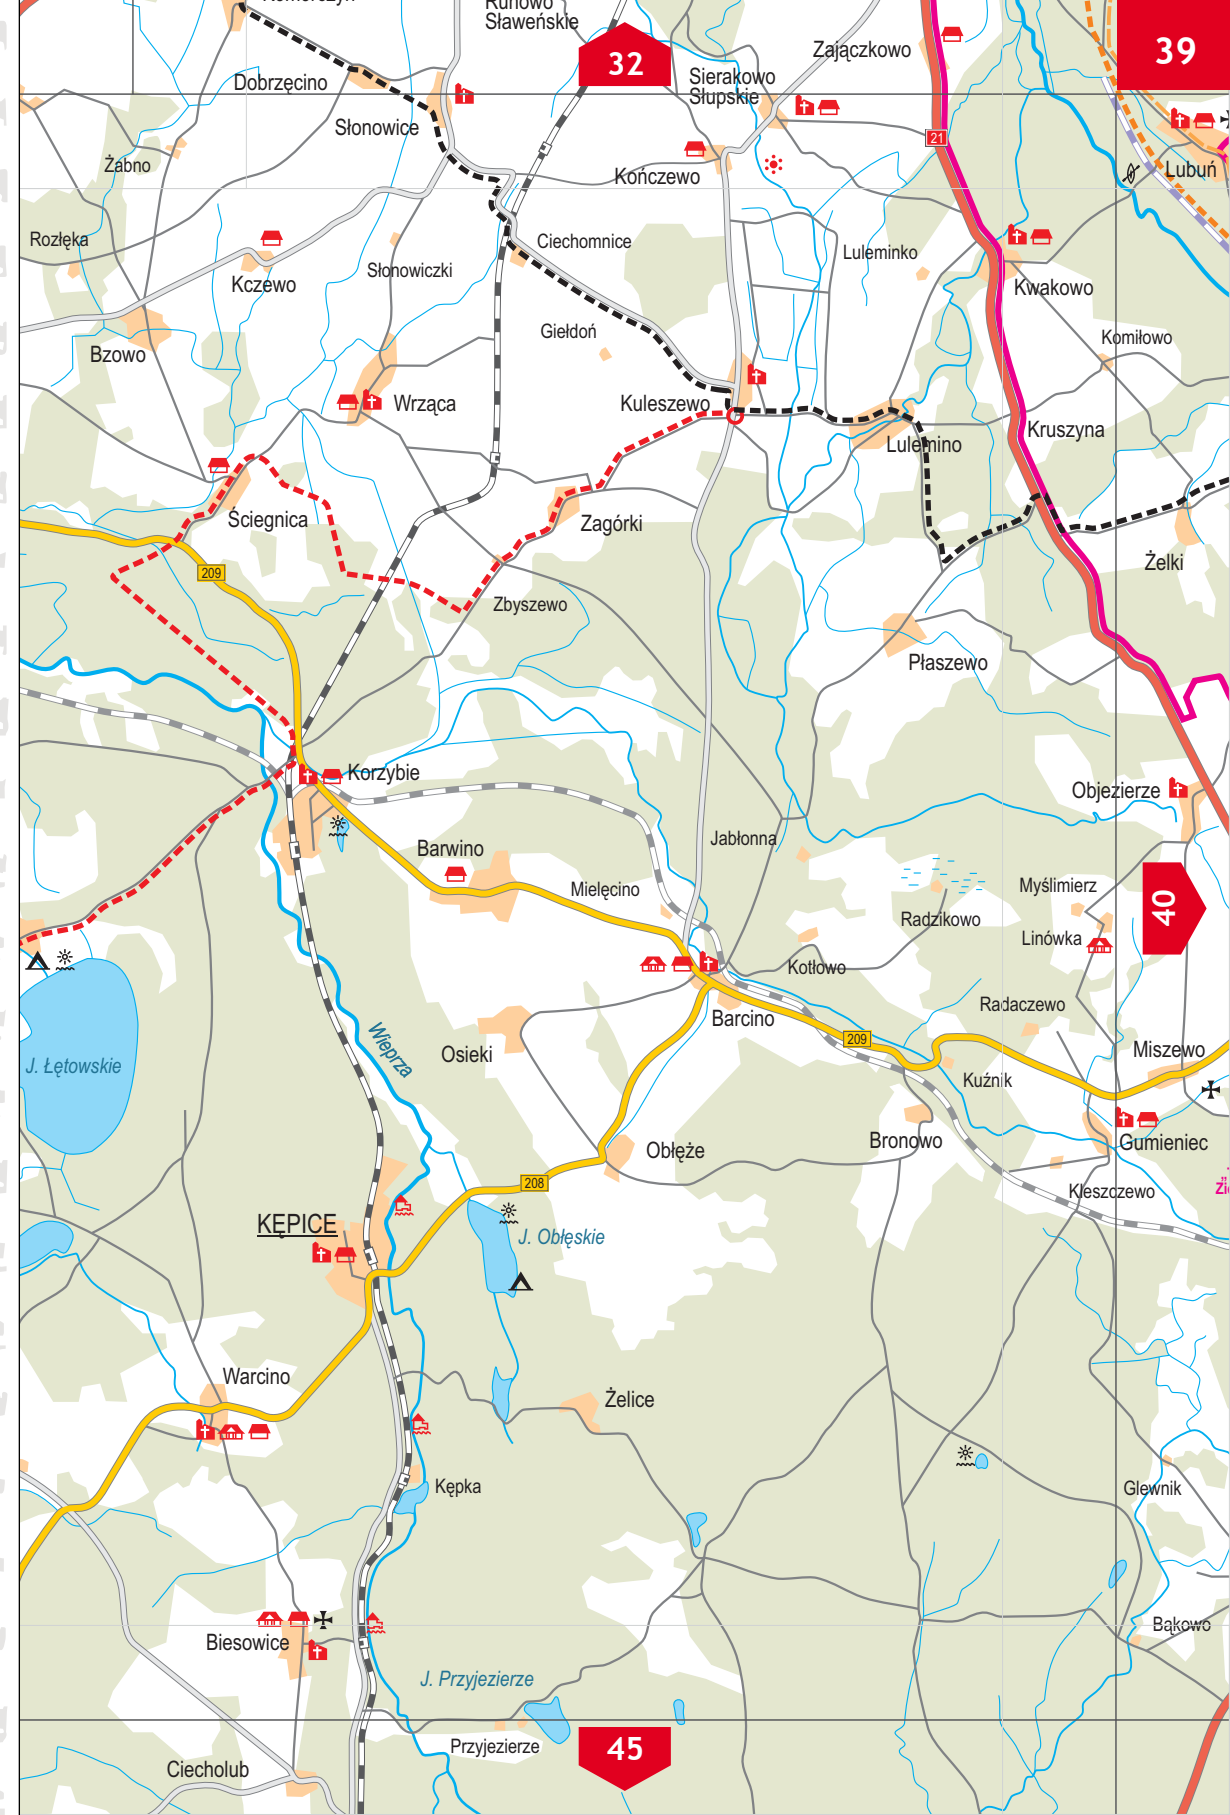 Runowo
Sławeńskie
32
Zajączkowo
39
Dobrzęcino
Sierakowo
Słupskie
Słonowice
21
Żabno
Kończewo
Lubuń
Rozłęka
Ciechomnice
Luleminko
Kczewo
Słonowiczki
Kwakowo
Giełdoń
Komiłowo
Bzowo
Wrząca
Kuleszewo
Kruszyna
Lulemino
Ściegnica
Zagórki
Żelki
209
Zbyszewo
Płaszewo
Korzybie
Objezierze
Jabłonna
Barwino
Mielęcino
Myślimierz
40
Radzikowo
Linówka
Kotłowo
Radaczewo
Barcino
Wieprza
209
Osieki
Miszewo
J. Łętowskie
Kuźnik
Obłęże
Bronowo
Gumieniec
208
Kleszczewo
KĘPICE
J. Obłęskie
Warcino
Żelice
Kępka
Glewnik
Biesowice
Bąkowo
J. Przyjezierze
Przyjezierze
45
Ciecholub